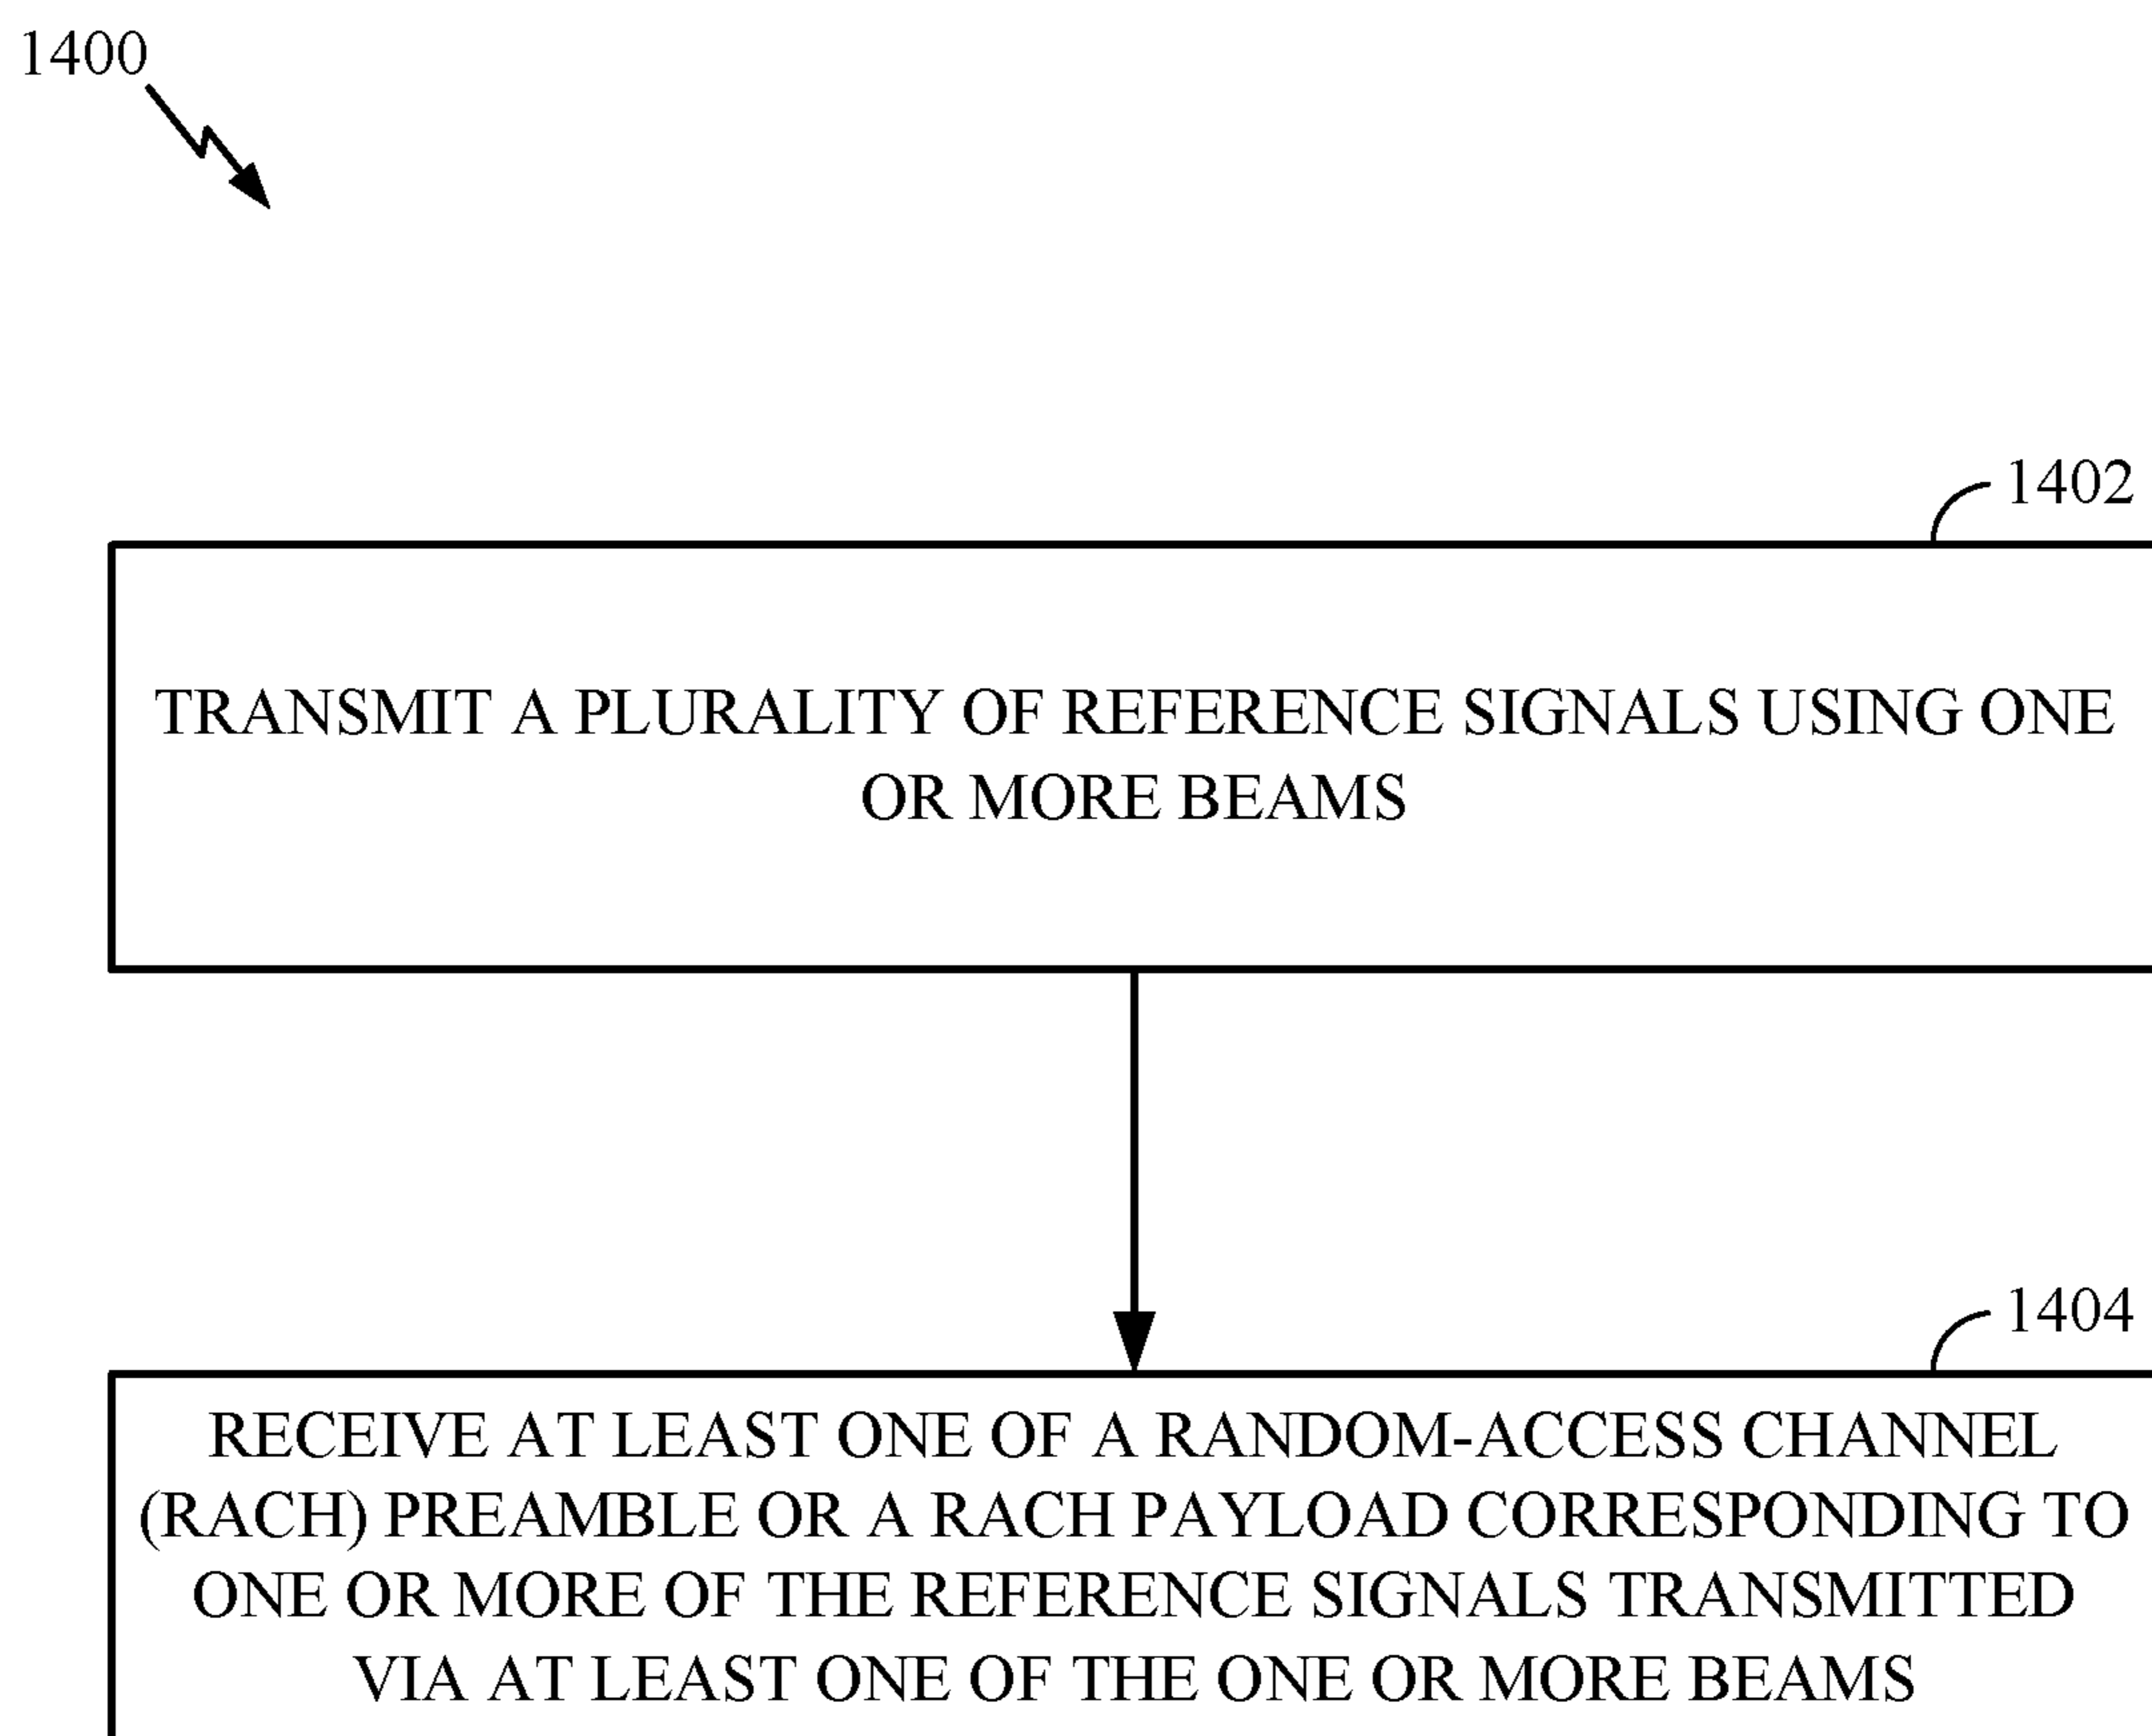 1400
1402
TRANSMIT A PLURALITY OF REFERENCE SIGNALS USING ONE
OR MORE BEAMS
1404
RECEIVE AT LEAST ONE OF A RANDOM-ACCESS CHANNEL
(RACH) PREAMBLE OR A RACH PAYLOAD CORRESPONDING TO
ONE OR MORE OF THE REFERENCE SIGNALS TRANSMITTED
VIA AT LEAST ONE OF THE ONE OR MORE BEAMS